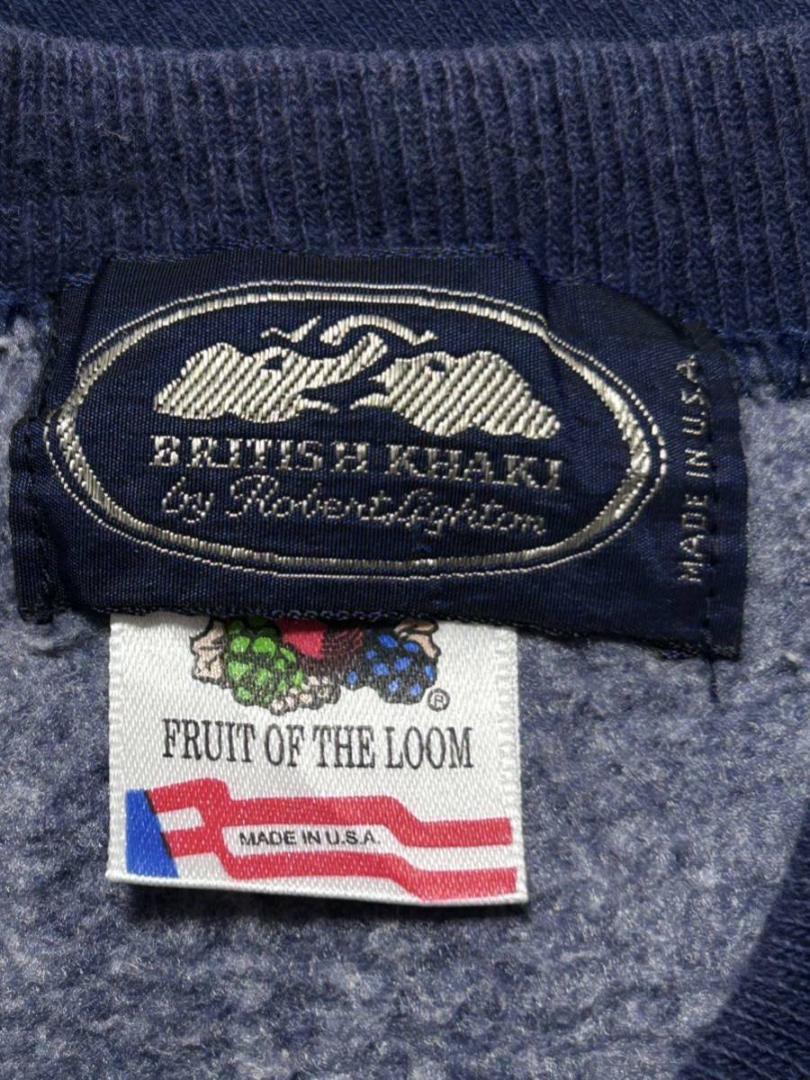 BRITISH KHAKI
by Robert Lighton
MADE IN U.S.A.
®
FRUIT OF THE LOOM
MADE IN U.S.A.